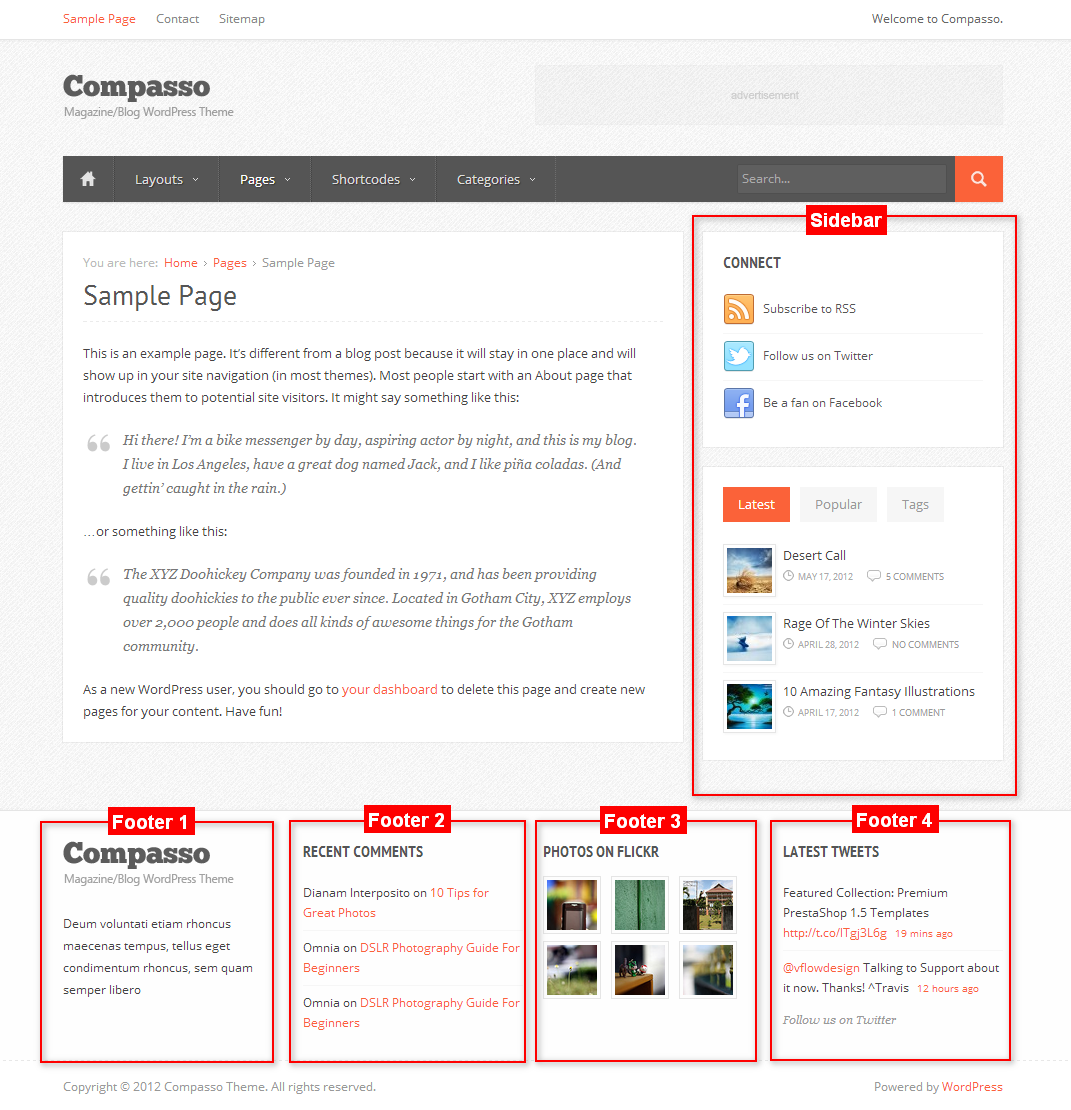 Sample Page Contact Sitemap Welcome to Compasso.
Compasso
Magazine/Blog WordPress Theme
advertisement
Layouts Pages Shortcodes Categories Search...
Sidebar
You are here: Home › Pages › Sample Page
Sample Page
This is an example page. It’s different from a blog post because it will stay in one place and will
show up in your site navigation (in most themes). Most people start with an About page that
introduces them to potential site visitors. It might say something like this:
Hi there! I’m a bike messenger by day, aspiring actor by night, and this is my blog.
I live in Los Angeles, have a great dog named Jack, and I like piña coladas. (And
gettin’ caught in the rain.)
…or something like this:
The XYZ Doohickey Company was founded in 1971, and has been providing
quality doohickies to the public ever since. Located in Gotham City, XYZ employs
over 2,000 people and does all kinds of awesome things for the Gotham
community.
As a new WordPress user, you should go to your dashboard to delete this page and create new
pages for your content. Have fun!
CONNECT
Subscribe to RSS
Follow us on Twitter
Be a fan on Facebook
Latest Popular Tags
Desert Call
MAY 17, 2012 5 COMMENTS
Rage Of The Winter Skies
APRIL 28, 2012 NO COMMENTS
10 Amazing Fantasy Illustrations
APRIL 17, 2012 1 COMMENT
Footer 1
Compasso
Magazine/Blog WordPress Theme
Deum voluntati etiam rhoncus
maecenas tempus, tellus eget
condimentum rhoncus, sem quam
semper libero
Footer 2
RECENT COMMENTS
Dianam Interposito on 10 Tips for
Great Photos
Omnia on DSLR Photography Guide For
Beginners
Omnia on DSLR Photography Guide For
Beginners
Footer 3
PHOTOS ON FLICKR
Footer 4
LATEST TWEETS
Featured Collection: Premium
PrestaShop 1.5 Templates
http://t.co/lTgj3L6g 19 mins ago
@vflowdesign Talking to Support about
it now. Thanks! ^Travis 12 hours ago
Follow us on Twitter
Copyright © 2012 Compasso Theme. All rights reserved. Powered by WordPress